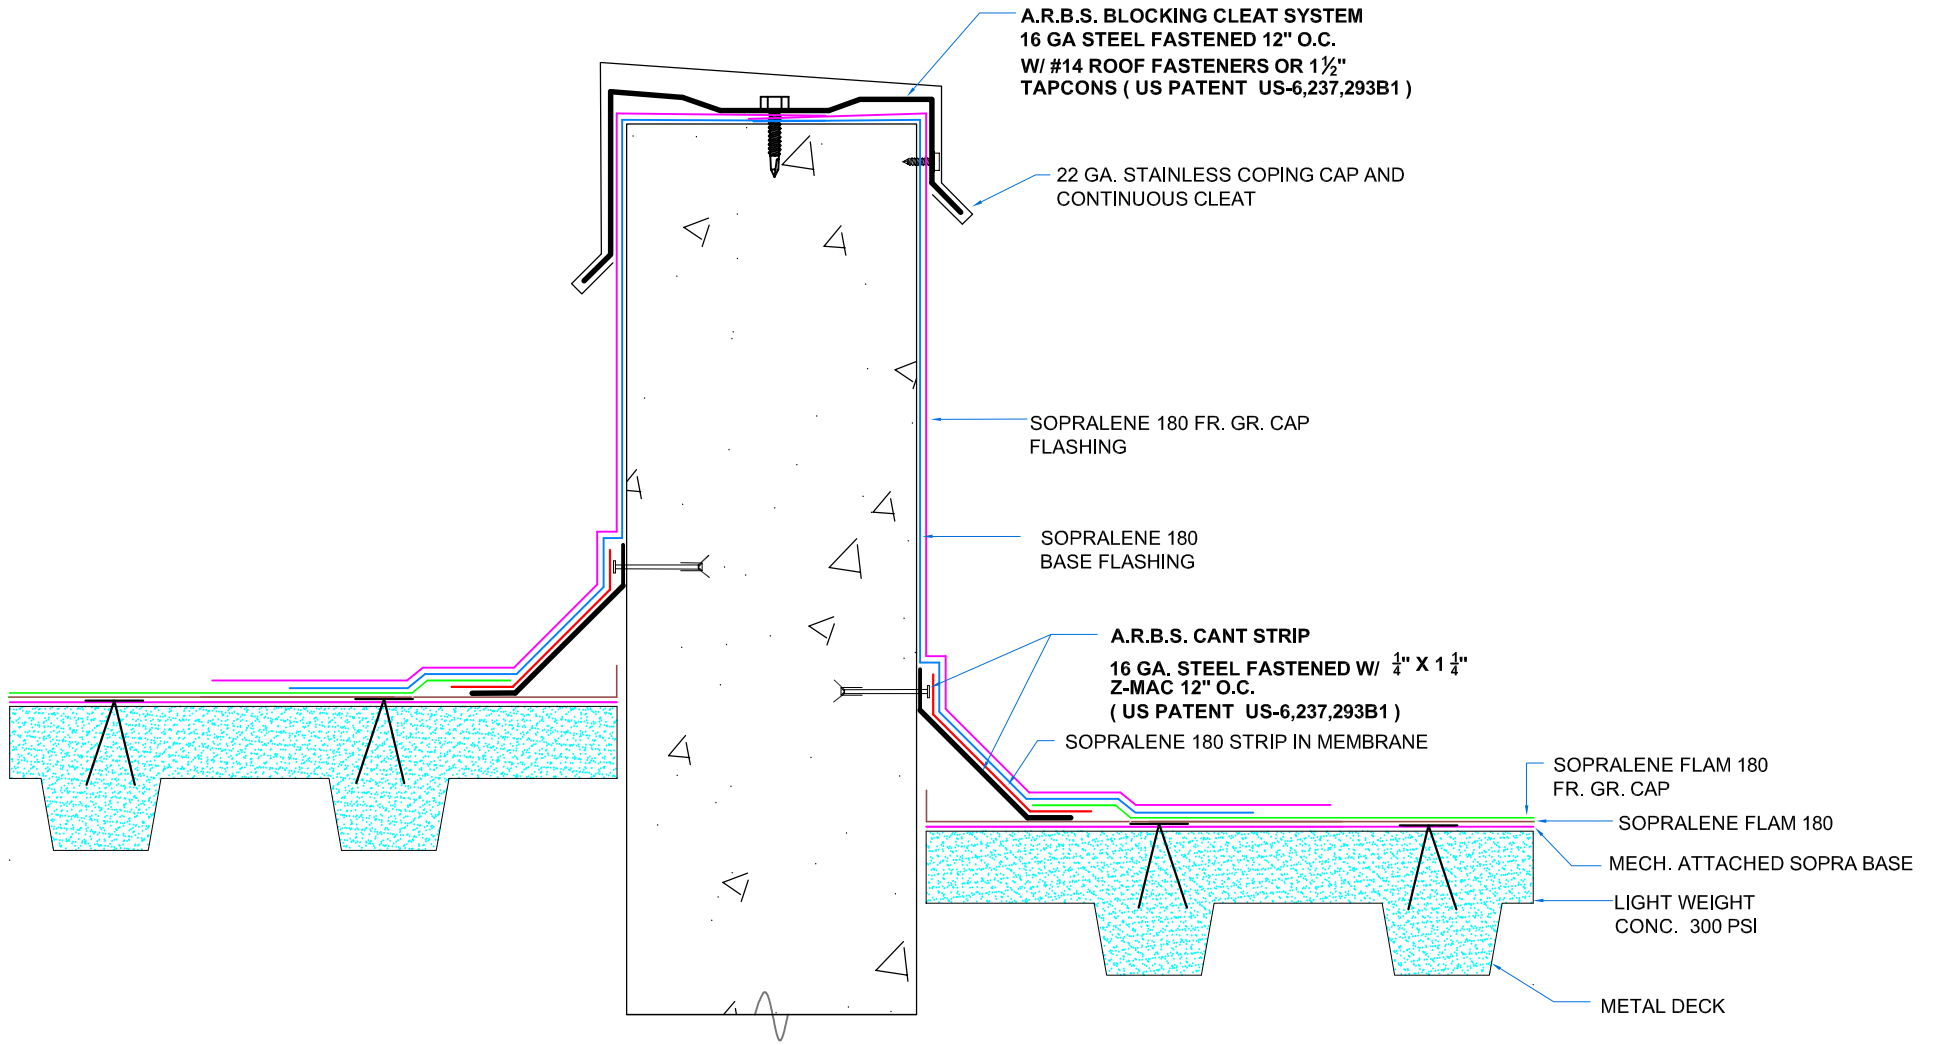 A.R.B.S. BLOCKING CLEAT SYSTEM
16 GA STEEL FASTENED 12" O.C.
W/ #14 ROOF FASTENERS OR 1 1/2"
TAPCONS ( US PATENT US-6,237,293B1 )
22 GA. STAINLESS COPING CAP AND
CONTINUOUS CLEAT
SOPRALENE 180 FR. GR. CAP
FLASHING
SOPRALENE 180
BASE FLASHING
A.R.B.S. CANT STRIP
16 GA. STEEL FASTENED W/ 1/4" X 1 1/4"
Z-MAC 12" O.C.
( US PATENT US-6,237,293B1 )
SOPRALENE 180 STRIP IN MEMBRANE
SOPRALENE FLAM 180
FR. GR. CAP
SOPRALENE FLAM 180
MECH. ATTACHED SOPRA BASE
LIGHT WEIGHT
CONC. 300 PSI
METAL DECK